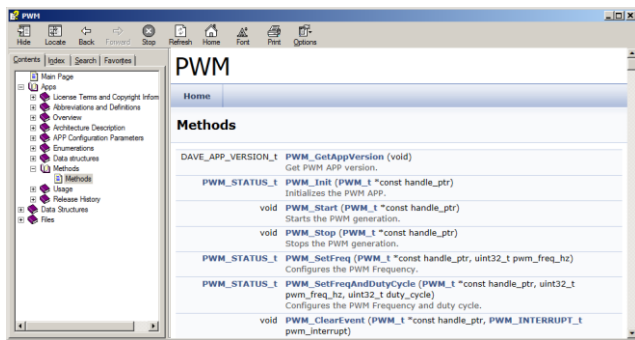 PWM
Hide Locate Back Forward Stop Refresh Home Font Print Options
Contents Index Search Favorites
Main Page
Apps
License Terms and Copyright Inform
Abbreviations and Definitions
Overview
Architecture Description
APP Configuration Parameters
Enumerations
Data structures
Methods
Methods
Usage
Release History
Data Structures
Files
PWM
Home
Methods
DAVE_APP_VERSION_t PWM_GetAppVersion (void)
Get PWM APP version.
PWM_STATUS_t PWM_Init (PWM_t *const handle_ptr)
Initializes the PWM APP.
void PWM_Start (PWM_t *const handle_ptr)
Starts the PWM generation.
void PWM_Stop (PWM_t *const handle_ptr)
Stops the PWM generation.
PWM_STATUS_t PWM_SetFreq (PWM_t *const handle_ptr, uint32_t pwm_freq_hz)
Configures the PWM Frequency.
PWM_STATUS_t PWM_SetFreqAndDutyCycle (PWM_t *const handle_ptr, uint32_t
pwm_freq_hz, uint32_t duty_cycle)
Configures the PWM Frequency and duty cycle.
void PWM_ClearEvent (PWM_t *const handle_ptr, PWM_INTERRUPT_t
pwm_interrupt)